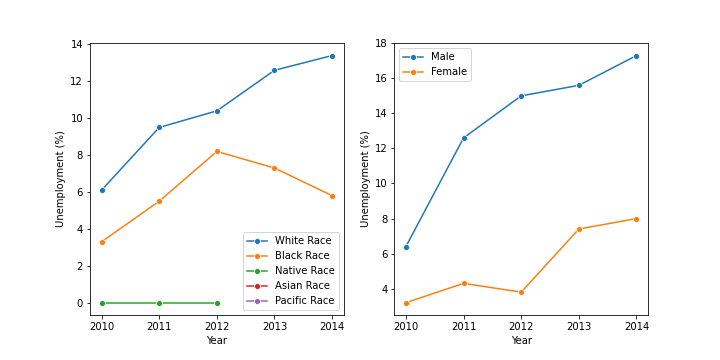 14
12
10
8
6
4
2
0
Unemployment (%)
2010 2011 2012 2013 2014
Year
White Race
Black Race
Native Race
Asian Race
Pacific Race
18
16
14
12
10
8
6
4
Unemployment (%)
2010 2011 2012 2013 2014
Year
Male
Female